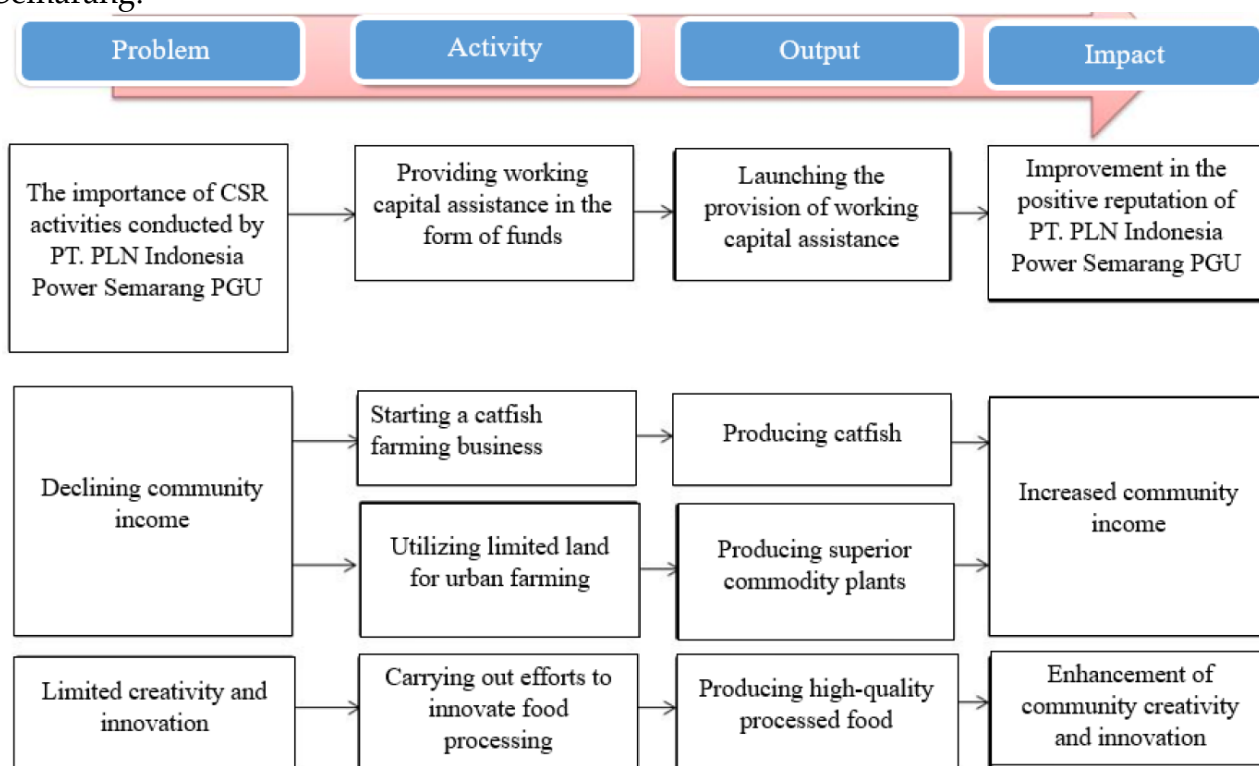 Semarang.
Problem
Activity
Output
Impact
The importance of CSR
activities conducted by
PT. PLN Indonesia
Power Semarang PGU
Providing working
capital assistance in the
form of funds
Launching the
provision of working
capital assistance
Improvement in the
positive reputation of
PT. PLN Indonesia
Power Semarang PGU
Declining community
income
Starting a catfish
farming business
Producing catfish
Increased community
income
Utilizing limited land
for urban farming
Producing superior
commodity plants
Limited creativity and
innovation
Carrying out efforts to
innovate food
processing
Producing high-quality
processed food
Enhancement of
community creativity
and innovation